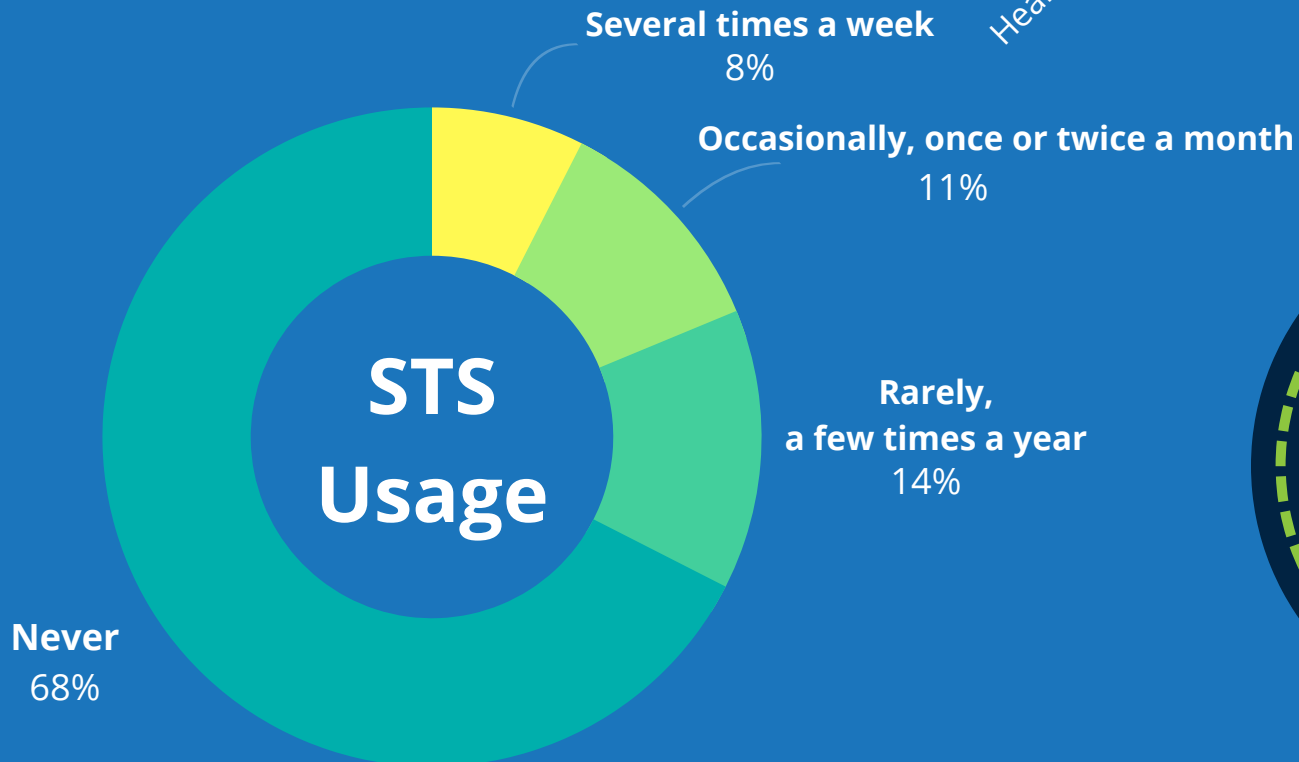 Several times a week
8%
Occasionally, once or twice a month
11%
STS
Usage
Rarely,
a few times a year
14%
Never
68%